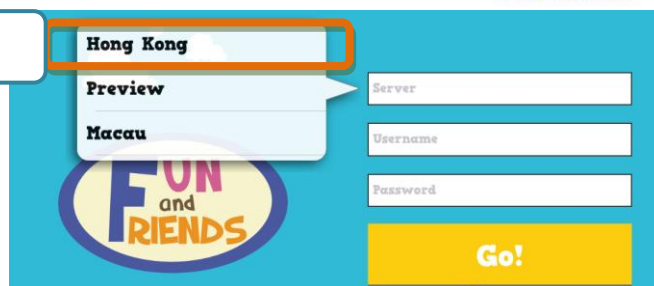 Hong Kong
Preview
Macau
Server
Username
Password
Go!
FUN
and
FRIENDS